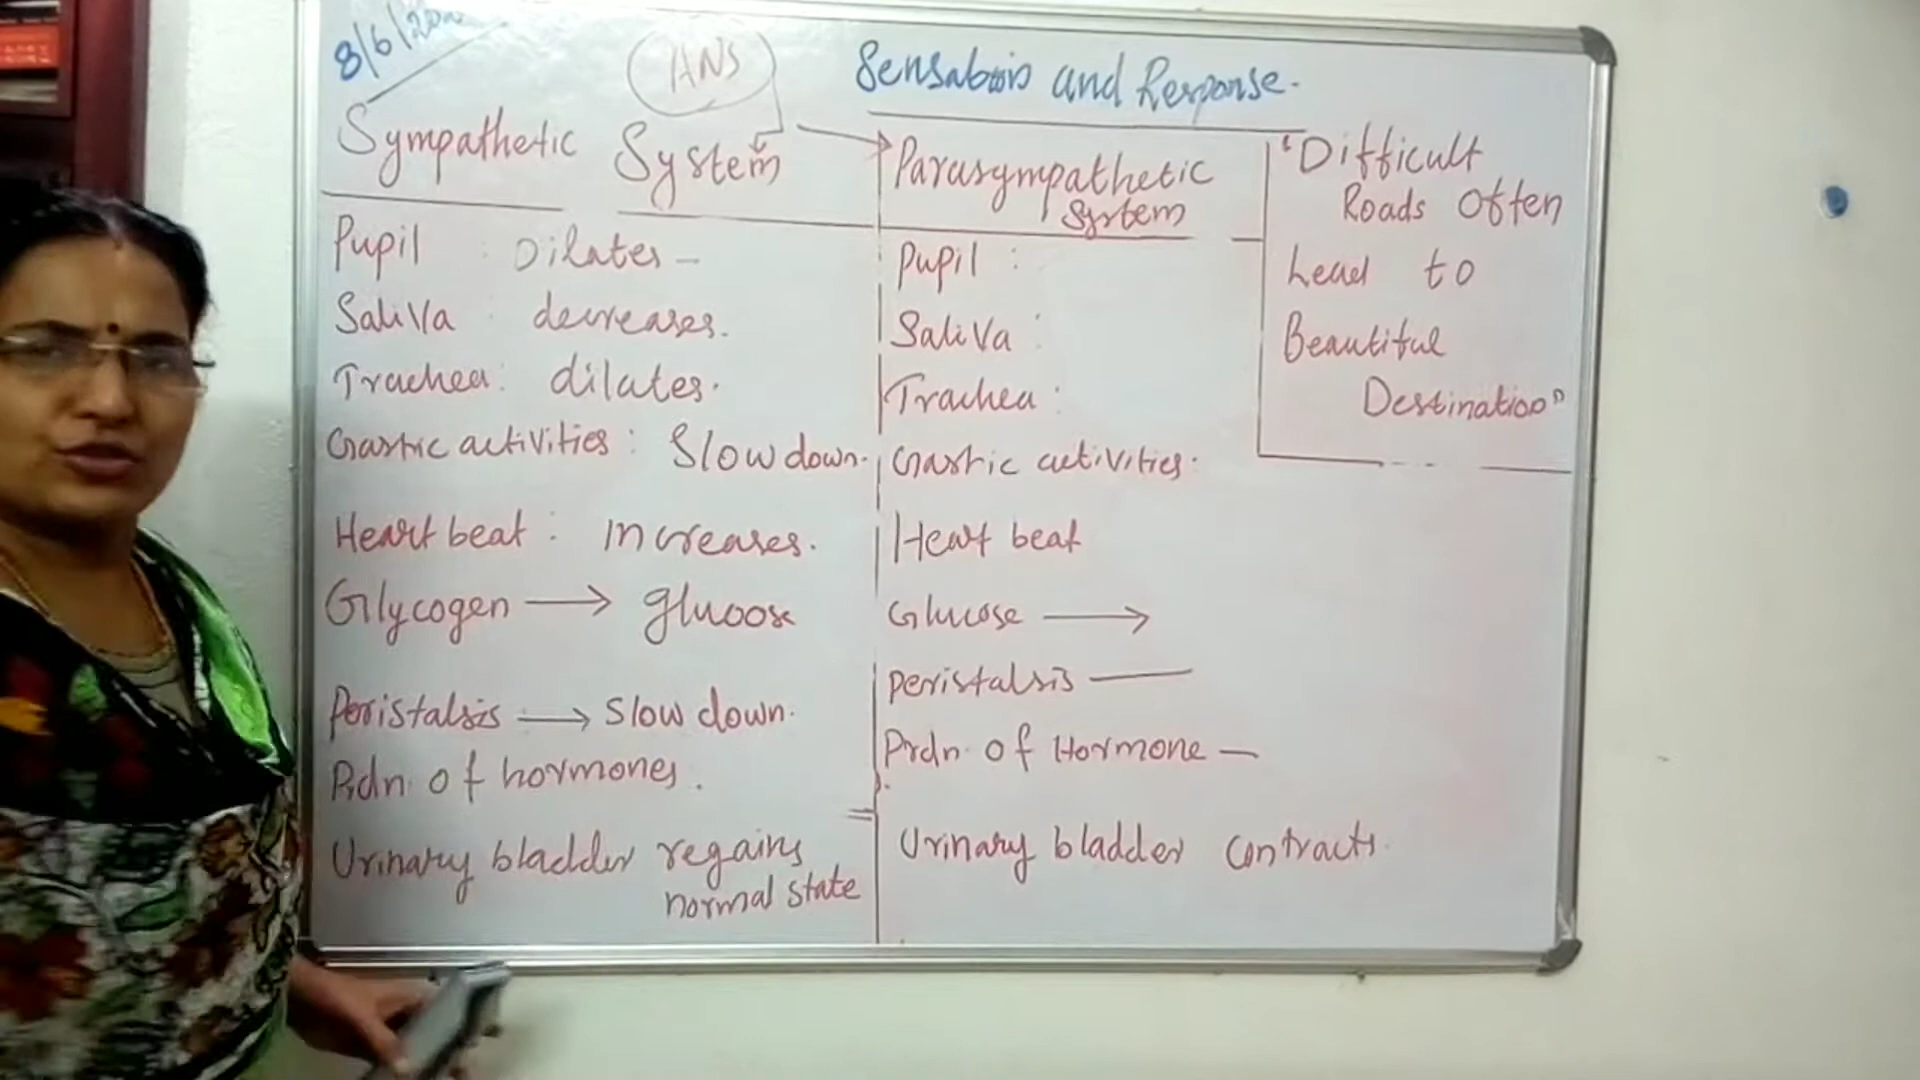 8/6/20
ANS
Sensations and Response.
Sympathetic System
Pupil : Dilates -
Saliva : decreases.
Trachea : dilates.
Gastric activities : Slow down.
Heart beat : increases.
Glycogen → glucose
Peristalsis → Slow down.
Prdn. of hormones.
Urinary bladder regains
normal state
Parasympathetic
System
Pupil :
Saliva :
Trachea :
Gastric activities.
Heart beat
Glucose →
peristalsis —
Prdn. of Hormone —
Urinary bladder contracts.
"Difficult
Roads Often
Lead to
Beautiful
Destination"